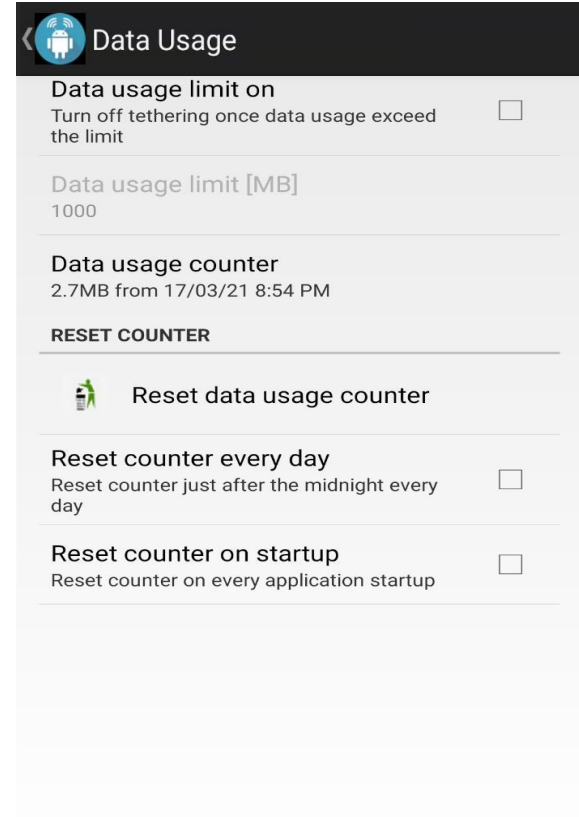 Data Usage
Data usage limit on
Turn off tethering once data usage exceed
the limit
Data usage limit [MB]
1000
Data usage counter
2.7MB from 17/03/21 8:54 PM
RESET COUNTER
Reset data usage counter
Reset counter every day
Reset counter just after the midnight every
day
Reset counter on startup
Reset counter on every application startup